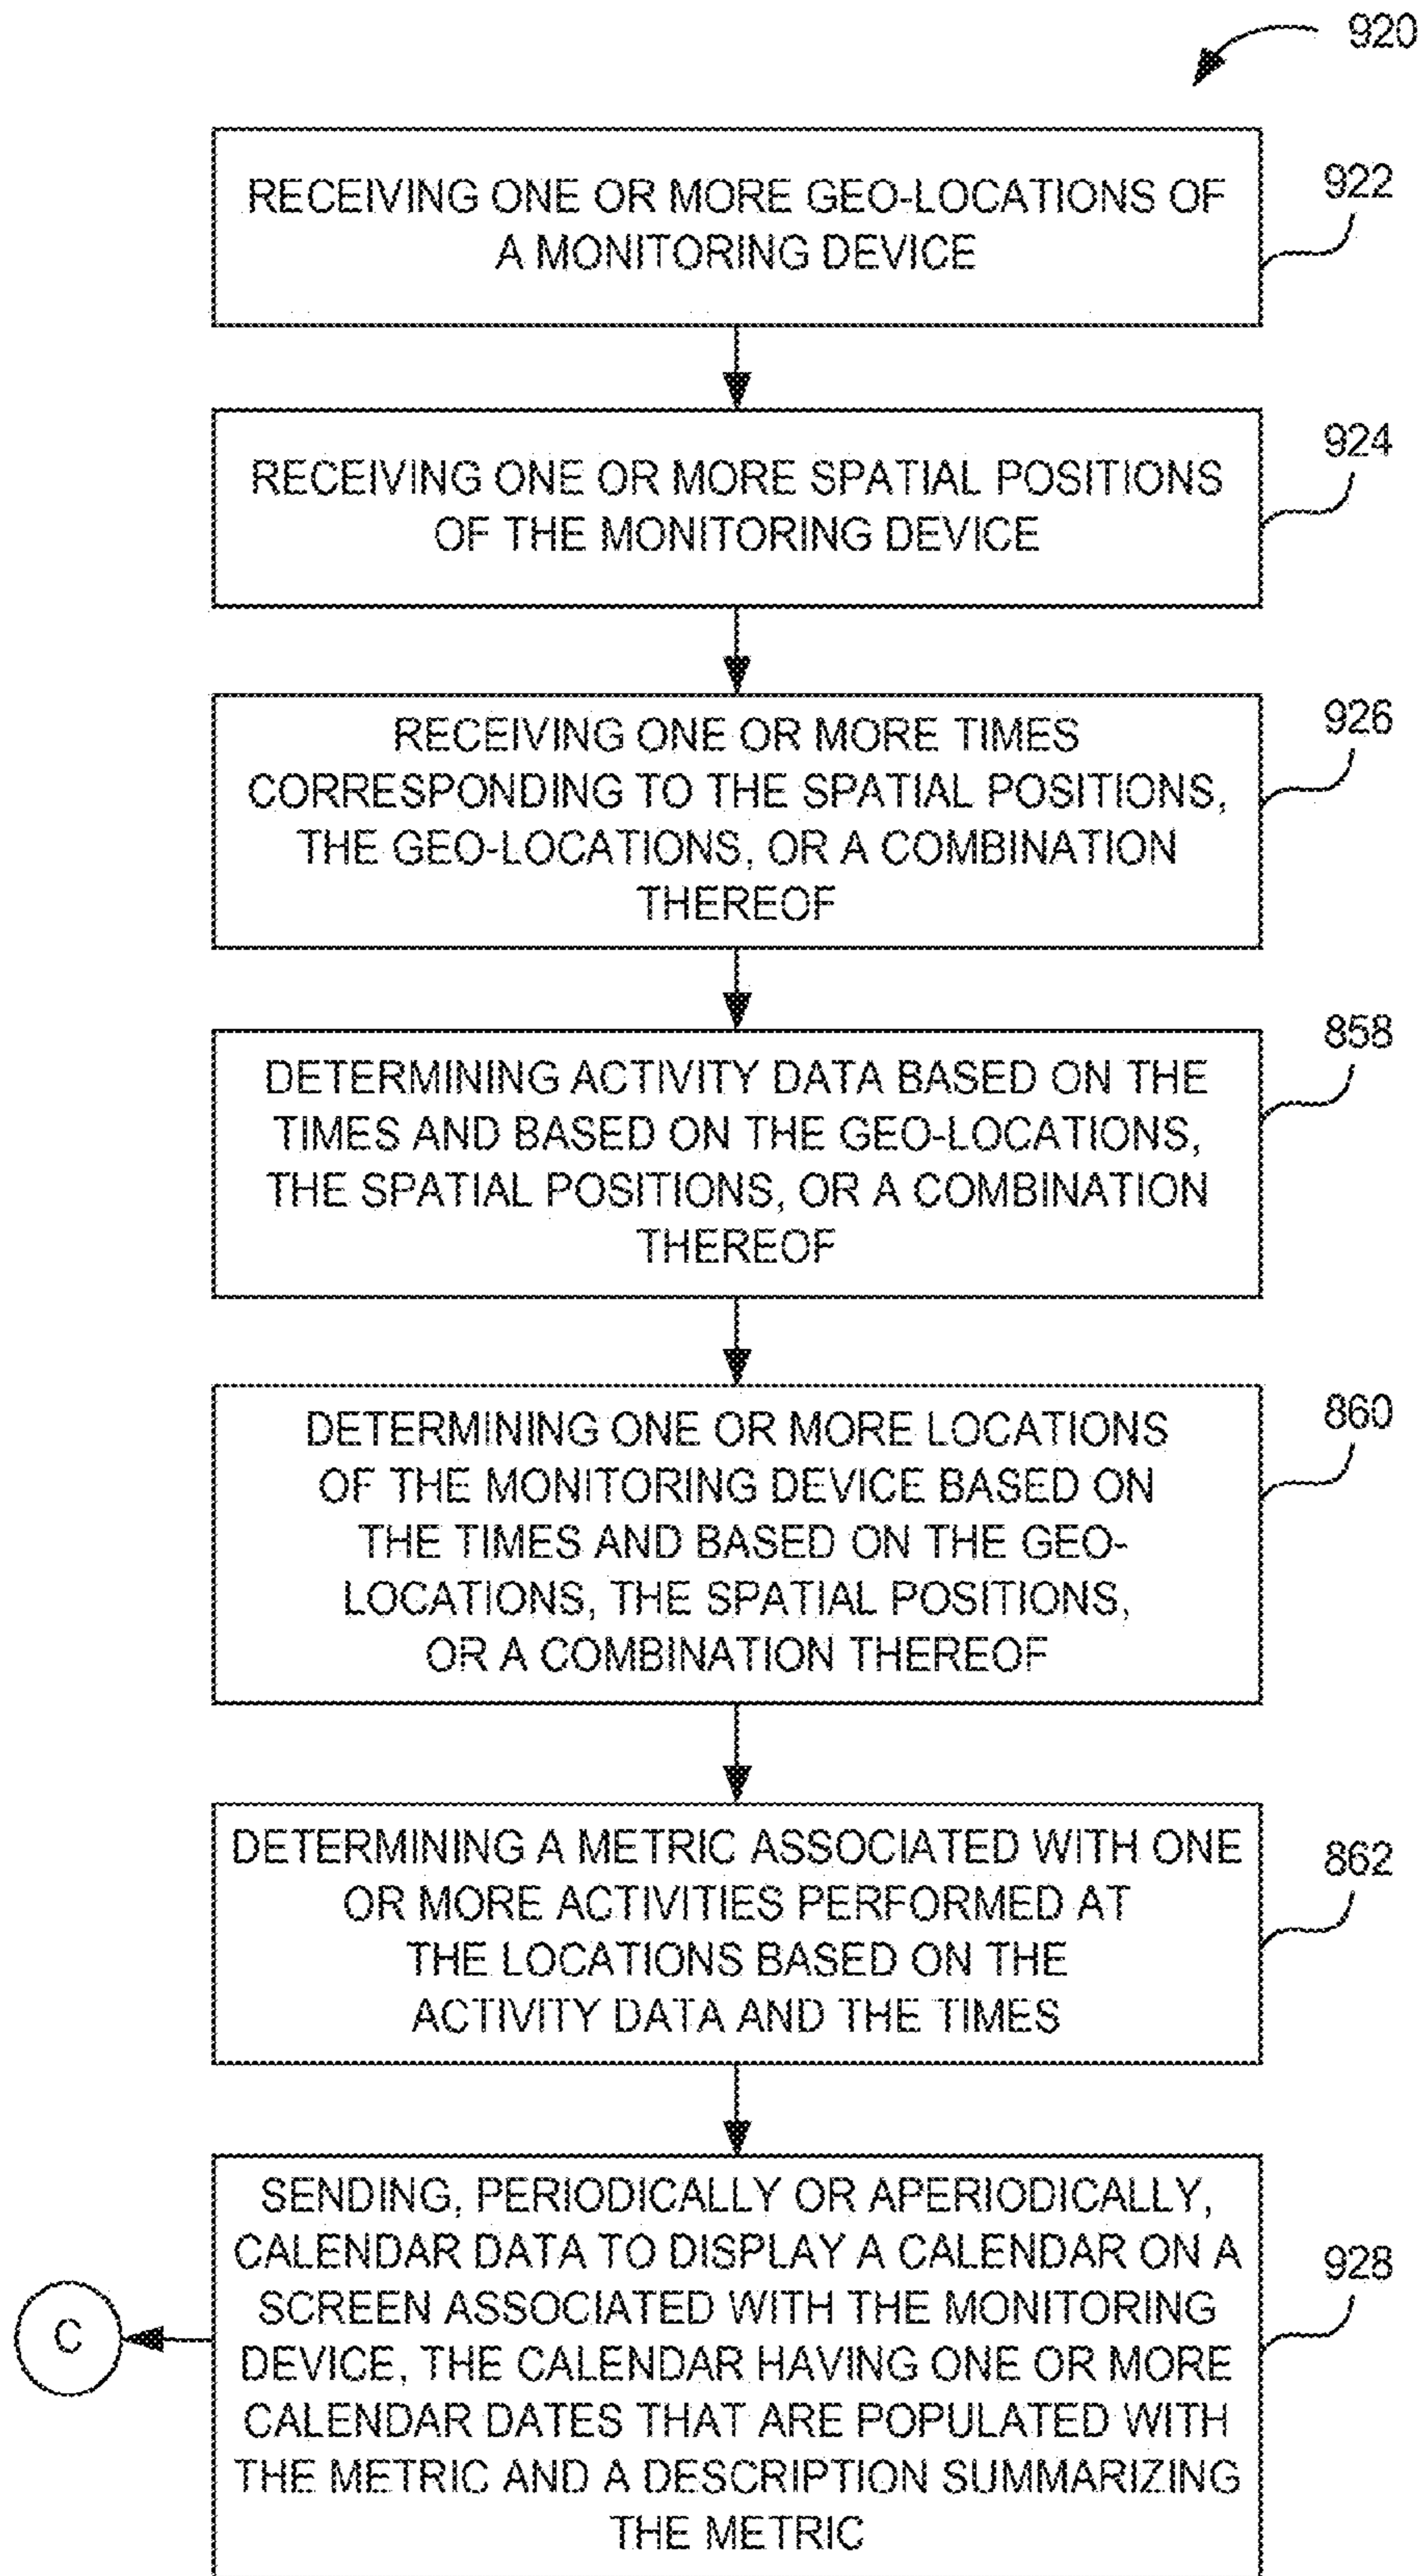 920
RECEIVING ONE OR MORE GEO-LOCATIONS OF
A MONITORING DEVICE
922
RECEIVING ONE OR MORE SPATIAL POSITIONS
OF THE MONITORING DEVICE
924
RECEIVING ONE OR MORE TIMES
CORRESPONDING TO THE SPATIAL POSITIONS,
THE GEO-LOCATIONS, OR A COMBINATION
THEREOF
926
DETERMINING ACTIVITY DATA BASED ON THE
TIMES AND BASED ON THE GEO-LOCATIONS,
THE SPATIAL POSITIONS, OR A COMBINATION
THEREOF
858
DETERMINING ONE OR MORE LOCATIONS
OF THE MONITORING DEVICE BASED ON
THE TIMES AND BASED ON THE GEO-
LOCATIONS, THE SPATIAL POSITIONS,
OR A COMBINATION THEREOF
860
DETERMINING A METRIC ASSOCIATED WITH ONE
OR MORE ACTIVITIES PERFORMED AT
THE LOCATIONS BASED ON THE
ACTIVITY DATA AND THE TIMES
862
SENDING, PERIODICALLY OR APERIODICALLY,
CALENDAR DATA TO DISPLAY A CALENDAR ON A
SCREEN ASSOCIATED WITH THE MONITORING
DEVICE, THE CALENDAR HAVING ONE OR MORE
CALENDAR DATES THAT ARE POPULATED WITH
THE METRIC AND A DESCRIPTION SUMMARIZING
THE METRIC
928
C